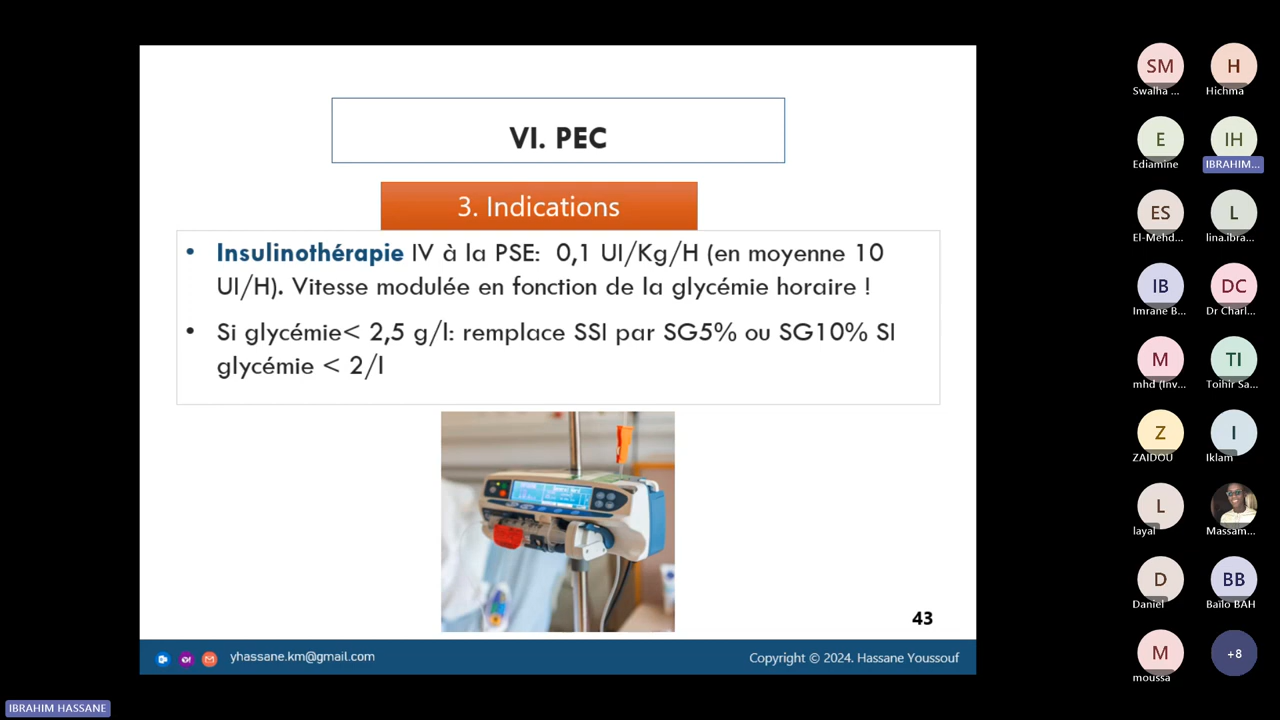 VI. PEC
3. Indications
• Insulinothérapie IV à la PSE: 0,1 UI/Kg/H (en moyenne 10
UI/H). Vitesse modulée en fonction de la glycémie horaire !
• Si glycémie< 2,5 g/l: remplace SSI par SG5% ou SG10% SI
glycémie < 2/l
43
yhassane.km@gmail.com
Copyright © 2024. Hassane Youssouf
IBRAHIM HASSANE
SM
Swalha ...
H
Hichma
E
Ediamine
IH
IBRAHIM...
ES
El-Mehd...
L
lina.ibra...
IB
Imrane B...
DC
Dr Charl...
M
mhd (Inv...
TI
Toihir Sa...
Z
ZAIDOU
I
Iklam
L
layal
Massam...
D
Daniel
BB
Bailo BAH
M
moussa
+8